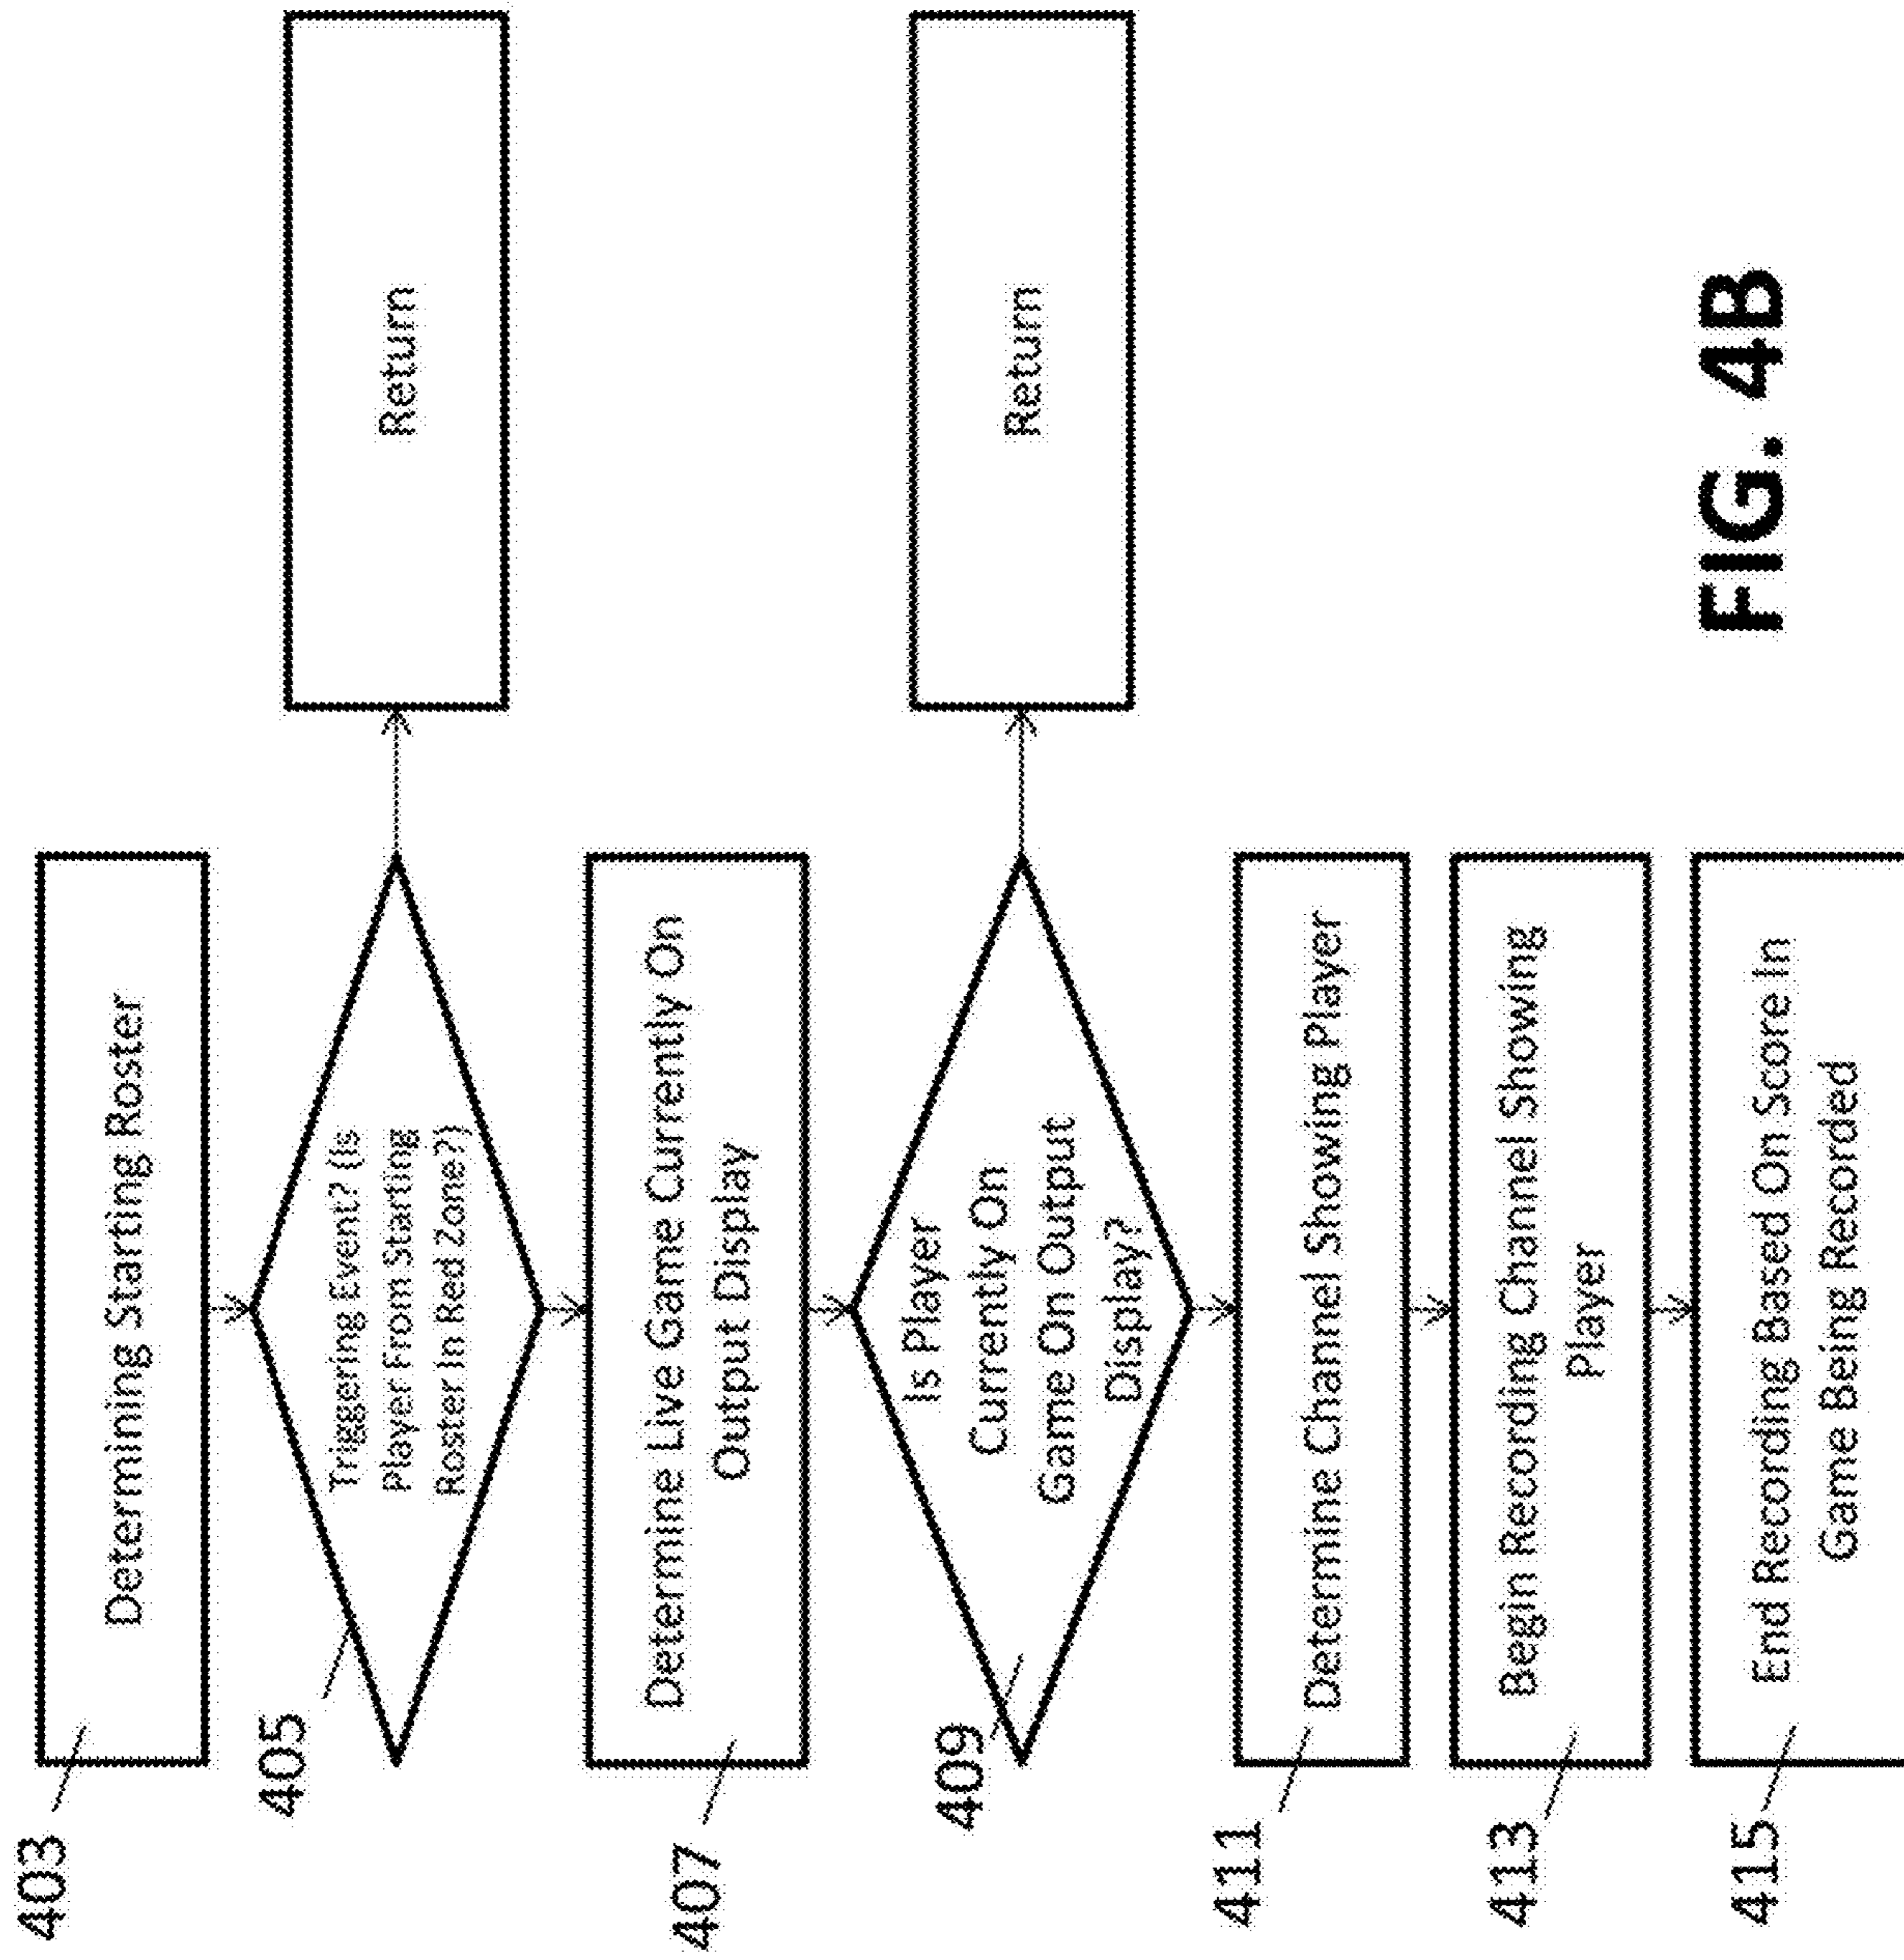 403
Determining Starting Roster
405
Triggering Event? (Is
Player From Starting
Roster In Red Zone?)
Return
407
Determine Live Game Currently On
Output Display
409
Is Player
Currently On
Game On Output
Display?
Return
411
Determine Channel Showing Player
413
Begin Recording Channel Showing
Player
415
End Recording Based On Score In
Game Being Recorded
FIG. 4B